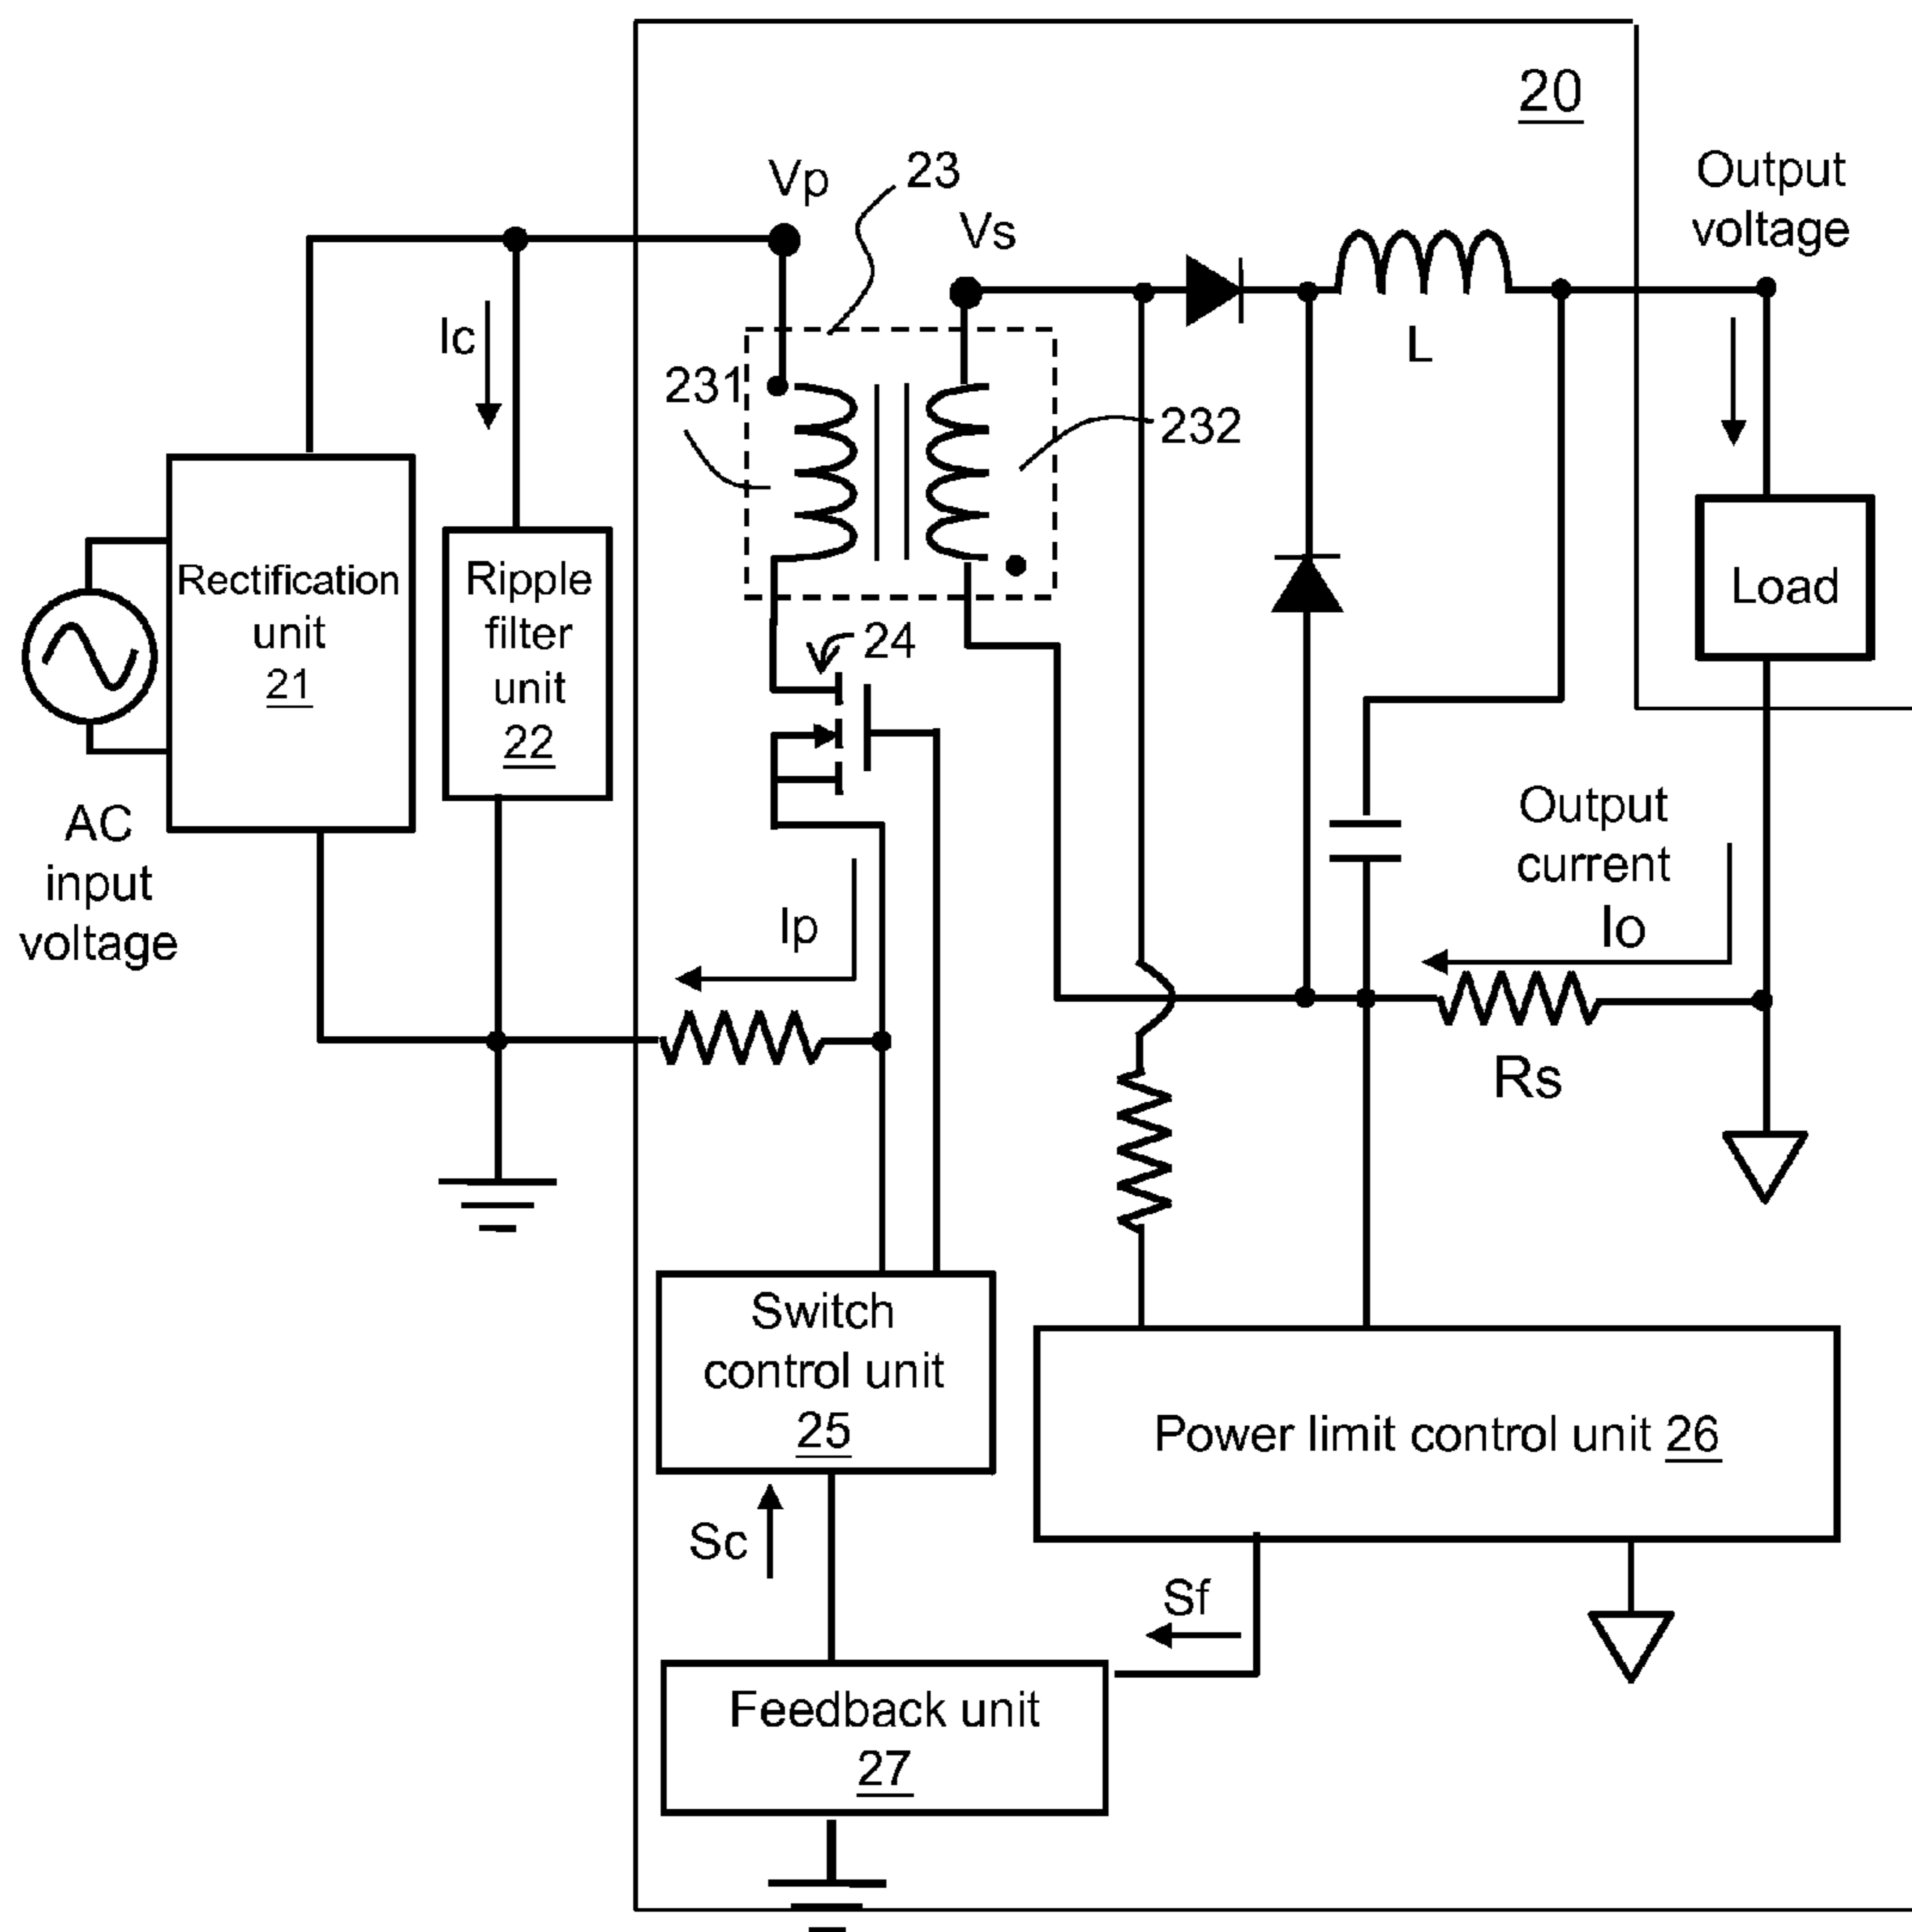 20
Vp
23
Vs
Output
voltage
Ic
231
232
L
Rectification
unit
21
Ripple
filter
unit
22
24
Load
AC
input
voltage
Ip
Output
current
Io
Rs
Switch
control unit
25
Power limit control unit 26
Sc
Sf
Feedback unit
27